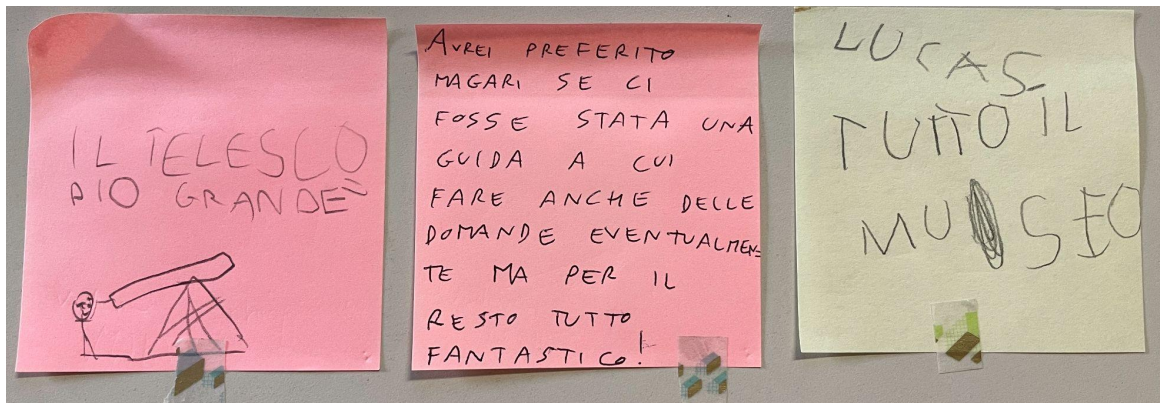 IL TELESCO
PIO GRANDE
AVREI PREFERITO
MAGARI SE CI
FOSSE STATA UNA
GUIDA A CUI
FARE ANCHE DELLE
DOMANDE EVENTUALMEN=
TE MA PER IL
RESTO TUTTO
FANTASTICO!
LUCAS
TUTTO IL
MUSEO